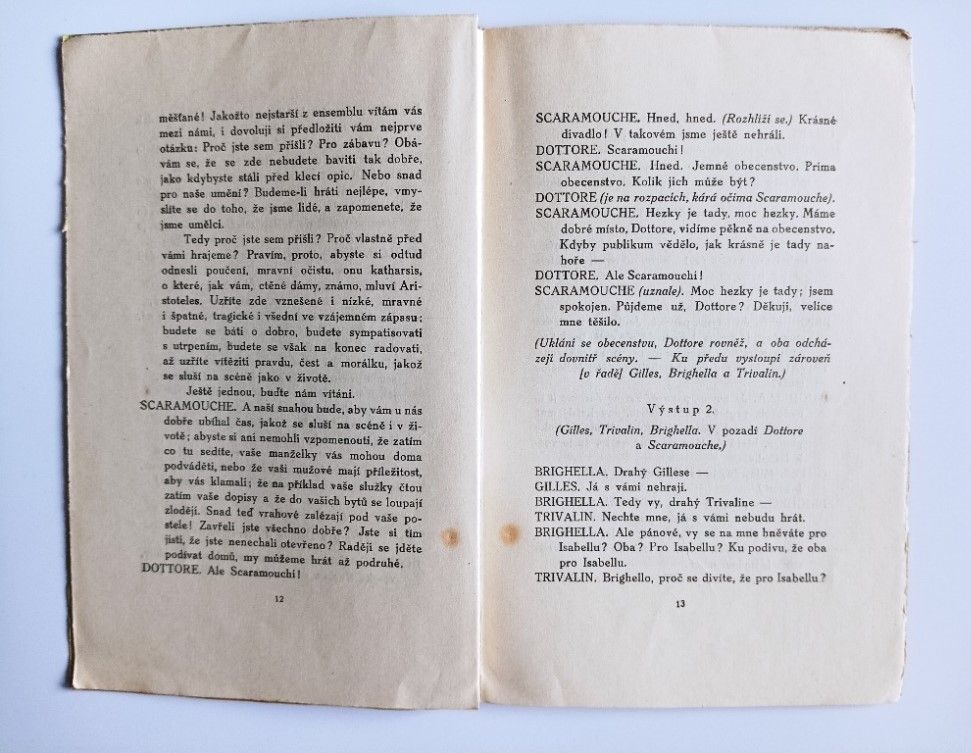 měšťané! Jakožto nejstarší z ensemblu vítám vás
mezi námi, i dovoluji si předložiti vám nejprve
otázku: Proč jste sem přišli? Pro zábavu? Obá-
vám se, že se zde nebudete baviti tak dobře,
jako kdybyste stáli před klecí opic. Nebo snad
pro naše umění? Budeme-li hráti nejlépe, vmy-
slíte se do toho, že jsme lidé, a zapomenete, že
jsme umělci.
Tedy proč jste sem přišli? Proč vlastně před
vámi hrajeme? Pravím, proto, abyste si odtud
odnesli poučení, mravní očistu, onu katharsis,
o které, jak vám, ctěné dámy, známo, mluví Ari-
stoteles. Uzříte zde vznešené i nízké, mravné
i špatné, tragické i všední ve vzájemném zápasu;
budete se báti o dobro, budete sympatisovati
s utrpením, budete se však na konec radovati,
až uzříte vítěziti pravdu, čest a morálku, jakož
se sluší na scéně jako v životě.
Ještě jednou, buďte nám vítáni.
SCARAMOUCHE. A naší snahou bude, aby vám u nás
dobře ubíhal čas, jakož se sluší na scéně i v ži-
votě; abyste si ani nemohli vzpomenouti, že zatím
co tu sedíte, vaše manželky vás mohou doma
podváděti, nebo že vaši mužové mají příležitost,
aby vás klamali; že na příklad vaše služky čtou
zatím vaše dopisy a že do vašich bytů se loupají
zloději. Snad teď vrahové zalézají pod vaše po-
stele! Zavřeli jste všechno dobře? Jste si tím
jisti, že jste nenechali otevřeno? Raději se jděte
podívat domů, my můžeme hrát až podruhé.
DOTTORE. Ale Scaramouchi!
12
SCARAMOUCHE. Hned, hned. (Rozhlíží se.) Krásné
divadlo! V takovém jsme ještě nehráli.
DOTTORE. Scaramouchi!
SCARAMOUCHE. Hned. Jemné obecenstvo. Prima
obecenstvo. Kolik jich může být?
DOTTORE (je na rozpacích, kárá očima Scaramouche).
SCARAMOUCHE. Hezky je tady, moc hezky. Máme
dobré místo, Dottore, vidíme pěkně na obecenstvo.
Kdyby publikum vědělo, jak krásně je tady na-
hoře —
DOTTORE. Ale Scaramouchi!
SCARAMOUCHE (uznale). Moc hezky je tady; jsem
spokojen. Půjdeme už, Dottore? Děkuji, velice
mne těšilo.
(Uklání se obecenstvu, Dottore rovněž, a oba odchá-
zejí dovnitř scény. — Ku předu vystoupí zároveň
[v řadě] Gilles, Brighella a Trivalin.)
Výstup 2.
(Gilles, Trivalin, Brighella. V pozadí Dottore
a Scaramouche.)
BRIGHELLA. Drahý Gillese —
GILLES. Já s vámi nehraji.
BRIGHELLA. Tedy vy, drahý Trivaline —
TRIVALIN. Nechte mne, já s vámi nebudu hrát.
BRIGHELLA. Ale pánové, vy se na mne hněváte pro
Isabellu? Oba? Pro Isabellu? Ku podivu, že oba
pro Isabellu.
TRIVALIN. Brighello, proč se divíte, že pro Isabellu?
13